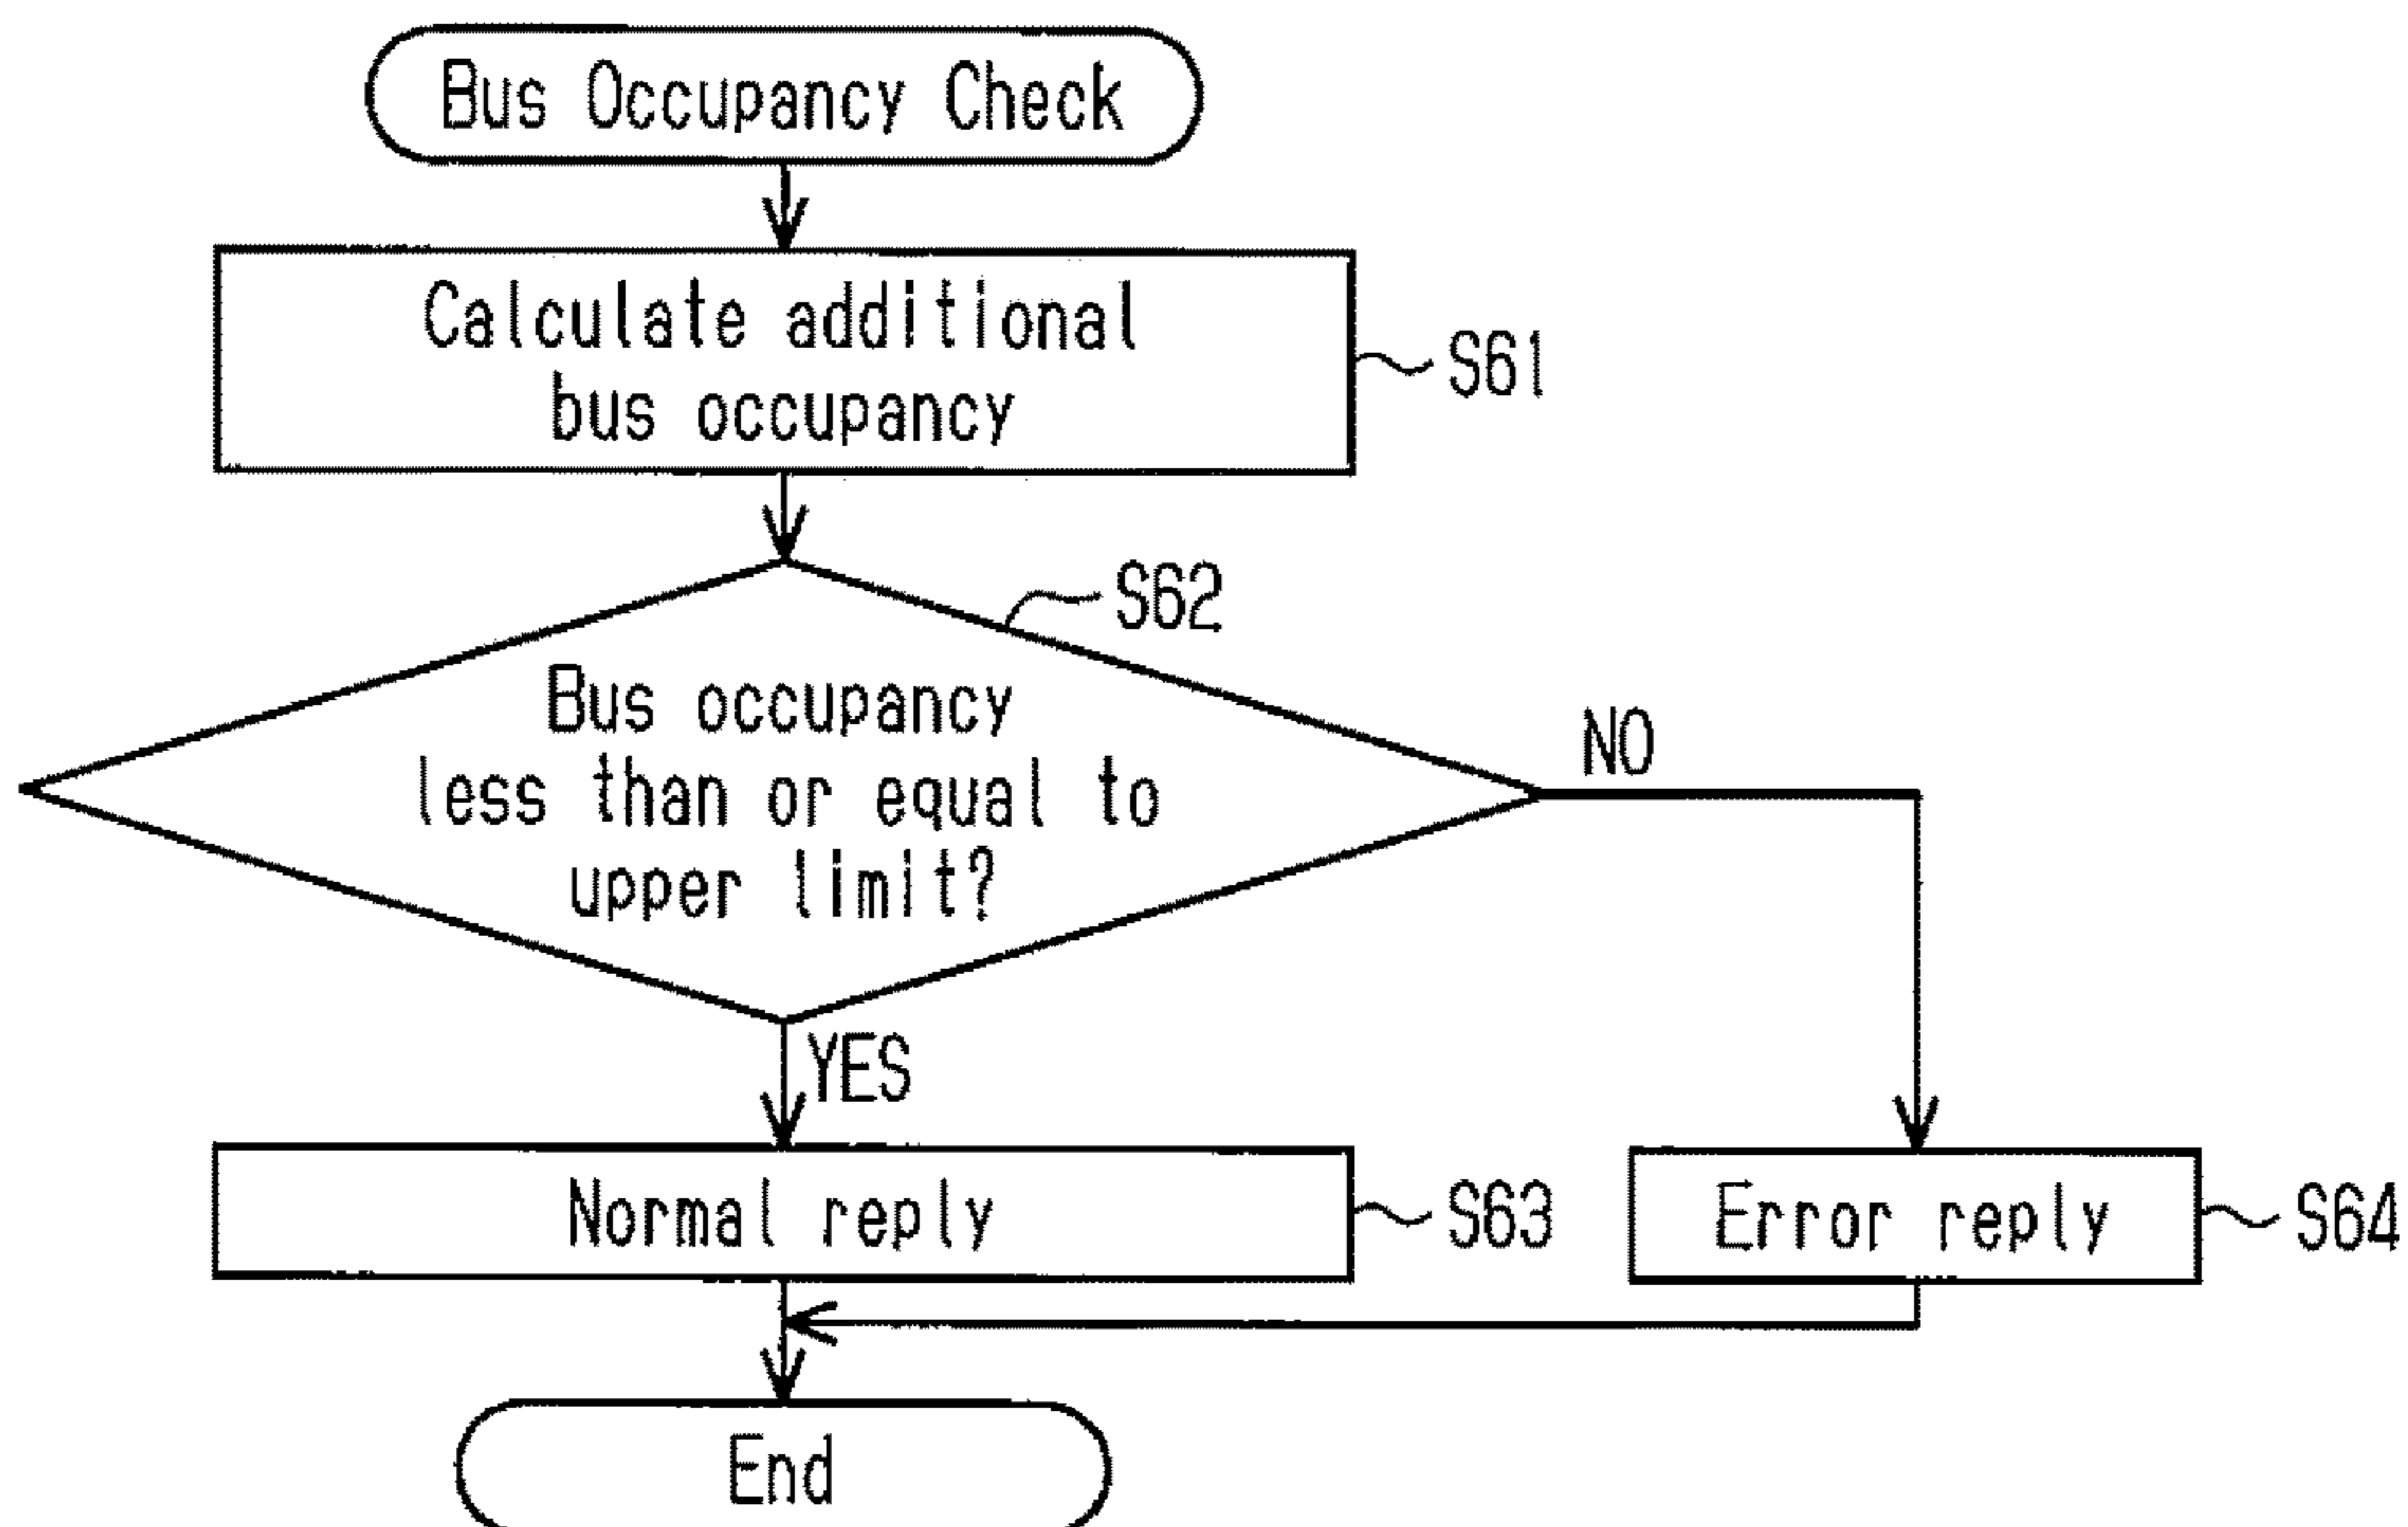 Bus Occupancy Check
Calculate additional
bus occupancy
S61
S62
Bus occupancy
less than or equal to
upper limit?
NO
YES
Normal reply
S63
Error reply
S64
End